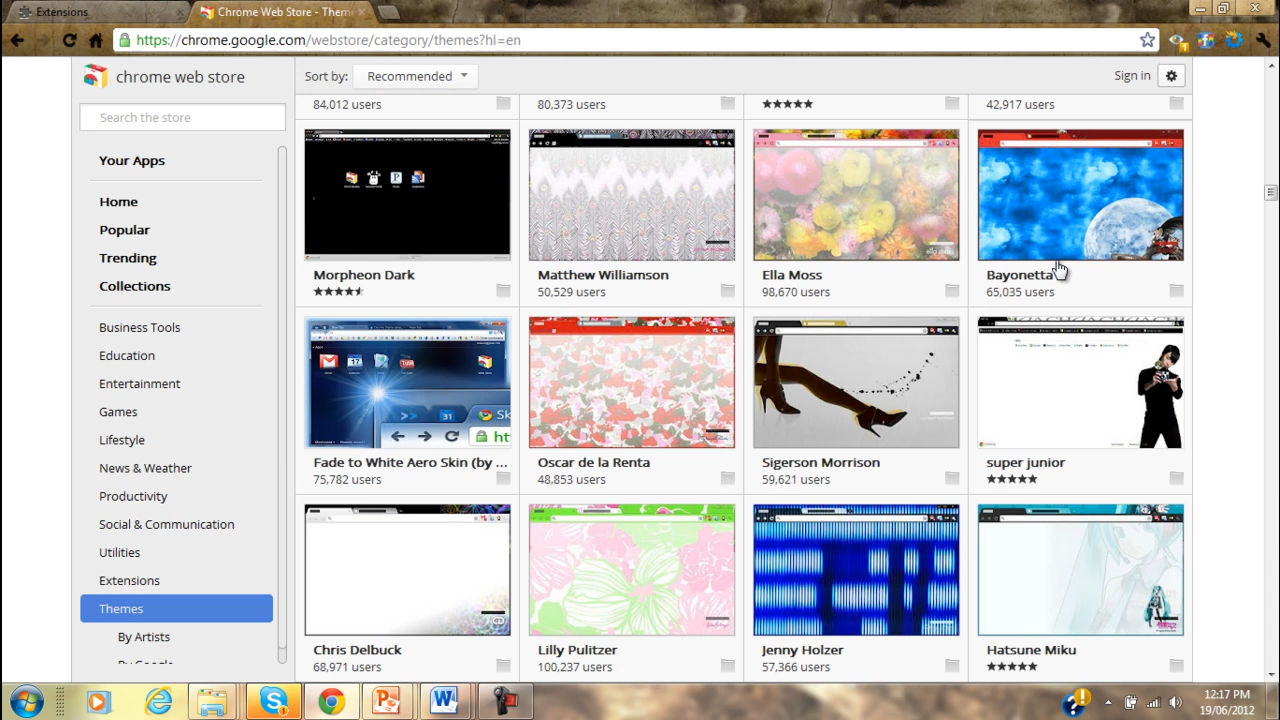 Extensions
Chrome Web Store - Them
https://chrome.google.com/webstore/category/themes?hl=en
chrome web store
Sort by:
Recommended
Sign in
Search the store
Your Apps
Home
Popular
Trending
Collections
Business Tools
Education
Entertainment
Games
Lifestyle
News & Weather
Productivity
Social & Communication
Utilities
Extensions
Themes
By Artists
By Google
84,012 users
80,373 users
42,917 users
Morpheon Dark
Matthew Williamson
50,529 users
Ella Moss
98,670 users
Bayonetta
65,035 users
Fade to White Aero Skin (by ...
75,782 users
Oscar de la Renta
48,853 users
Sigerson Morrison
59,621 users
super junior
Chris Delbuck
68,971 users
Lilly Pulitzer
100,237 users
Jenny Holzer
57,366 users
Hatsune Miku
12:17 PM
19/06/2012